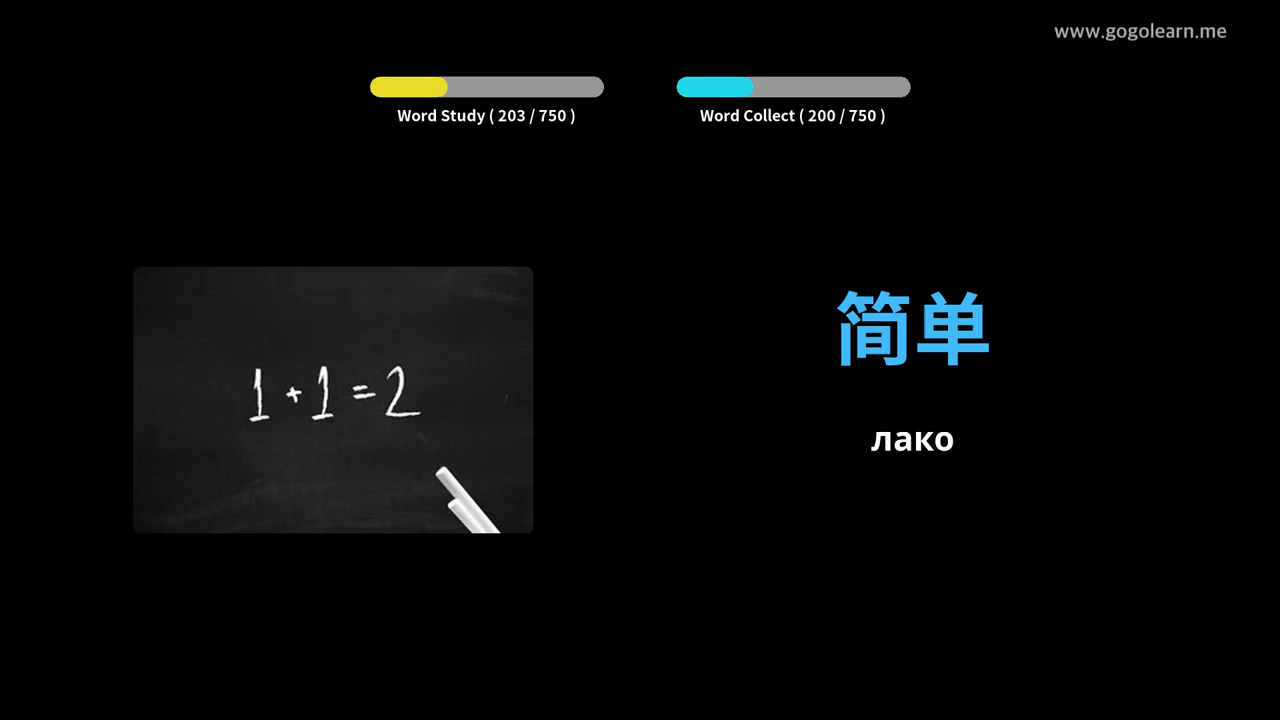 www.gogolearn.me
Word Study ( 203 / 750 )
Word Collect ( 200 / 750 )
简单
лако
1 + 1 = 2